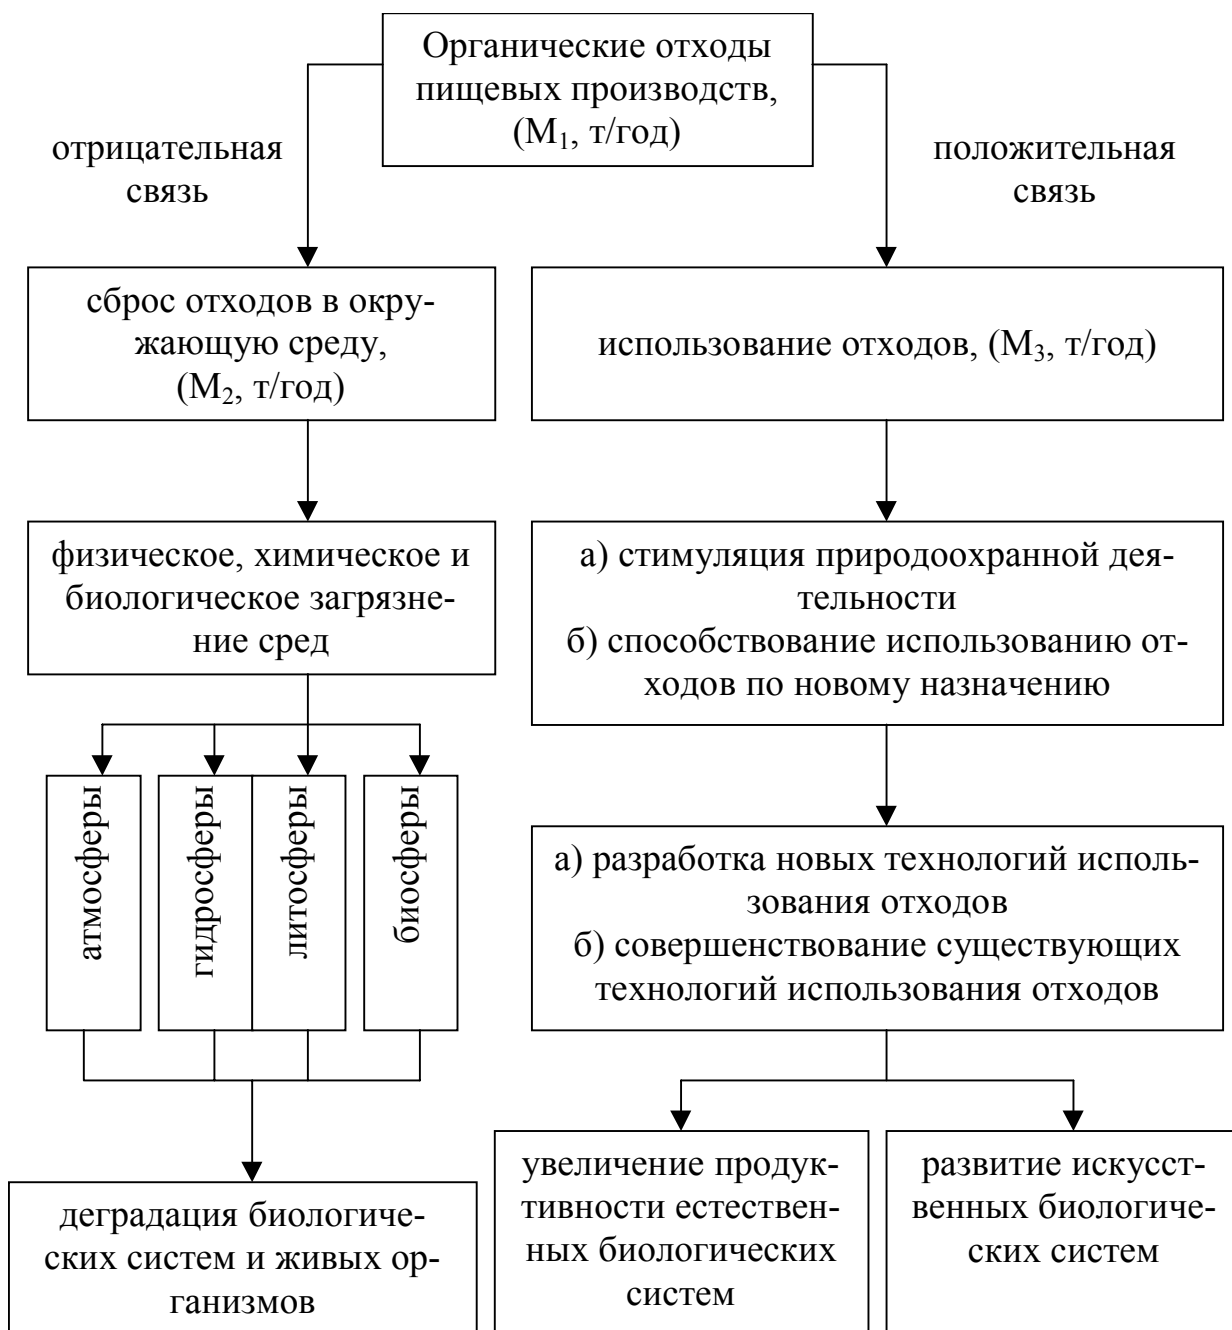 Органические отходы
пищевых производств,
(М₁, т/год)
отрицательная
связь
положительная
связь
сброс отходов в окру-
жающую среду,
(М₂, т/год)
использование отходов, (М₃, т/год)
физическое, химическое и
биологическое загрязне-
ние сред
а) стимуляция природоохранной дея-
тельности
б) способствование использованию от-
ходов по новому назначению
атмосферы
гидросферы
литосферы
биосферы
а) разработка новых технологий исполь-
зования отходов
б) совершенствование существующих
технологий использования отходов
деградация биологиче-
ских систем и живых ор-
ганизмов
увеличение продук-
тивности естествен-
ных биологических
систем
развитие искусст-
венных биологиче-
ских систем